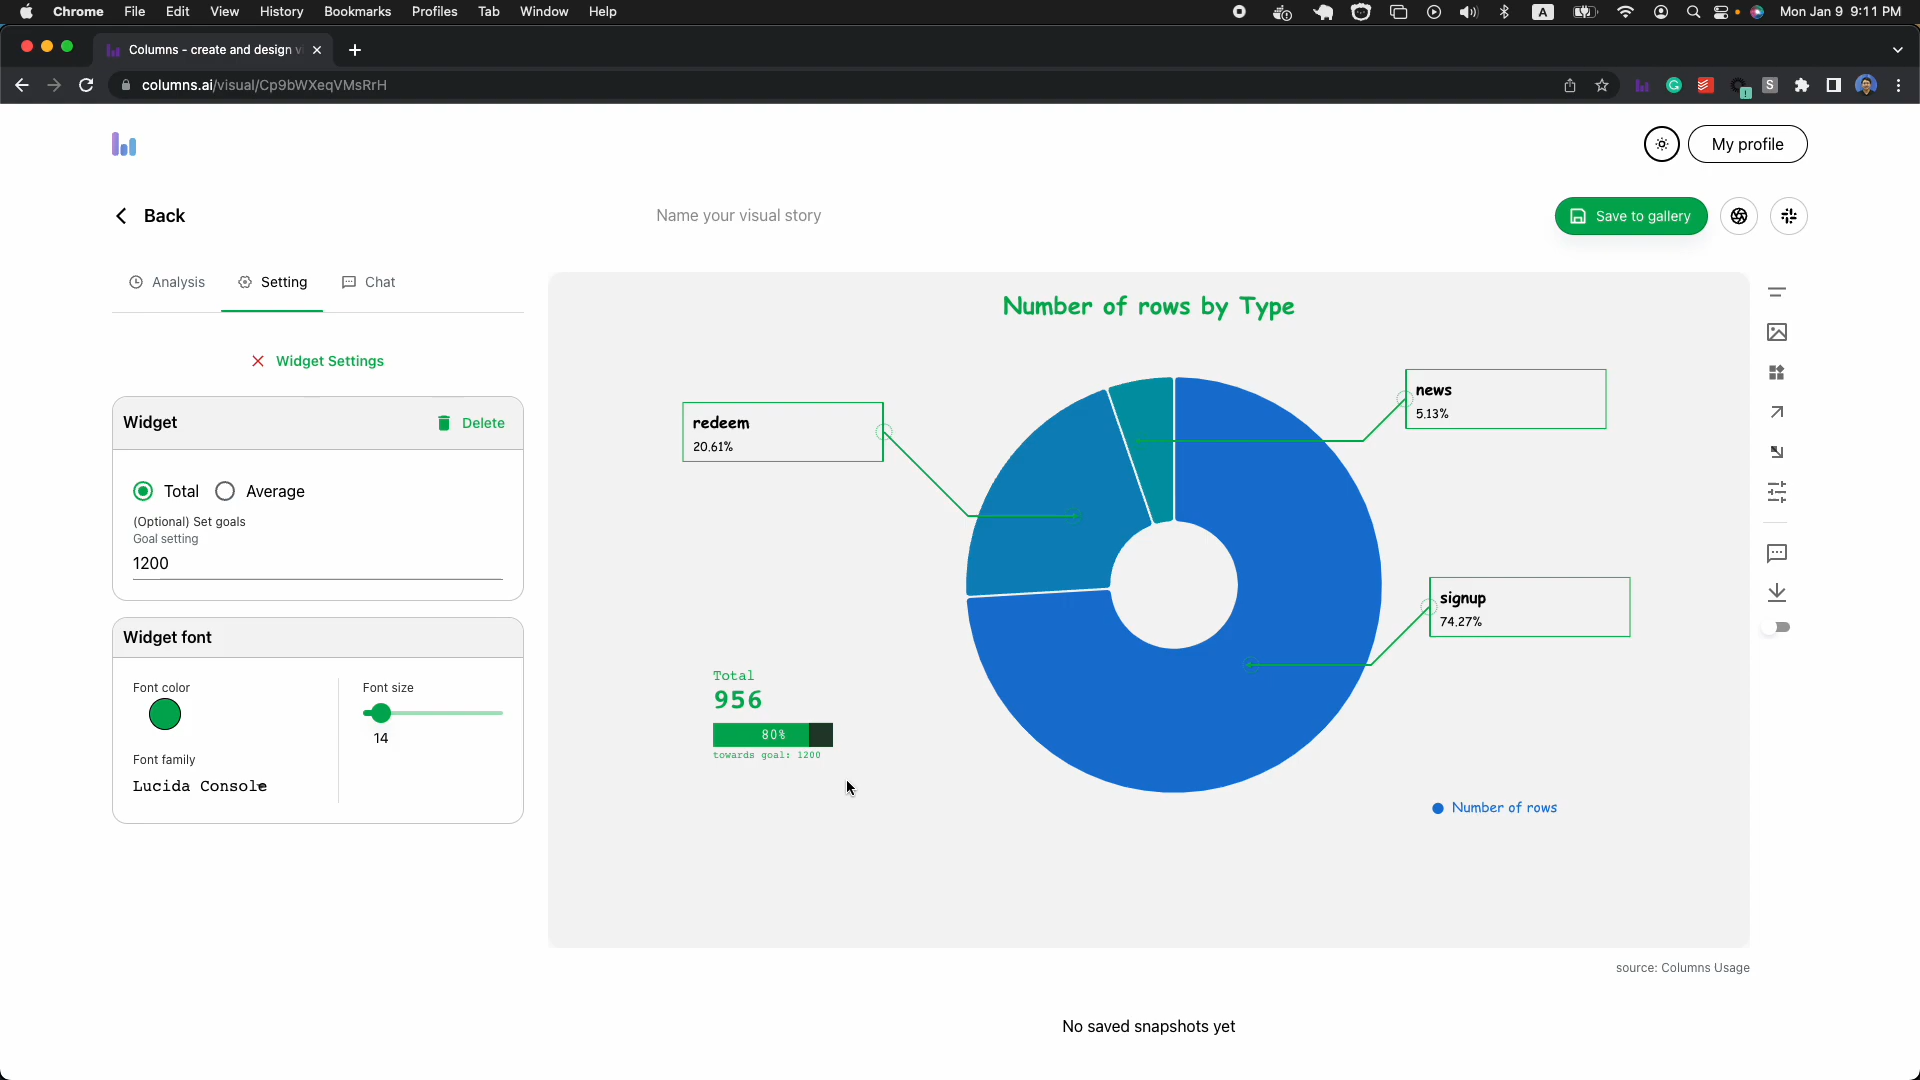 Chrome File Edit View History Bookmarks Profiles Tab Window Help
A
Mon Jan 9 9:11 PM
Columns - create and design
columns.ai/visual/Cp9bWXeqVMsRrH
S
My profile
Back
Name your visual story
Save to gallery
Analysis
Setting
Chat
Widget Settings
Widget
Delete
Total
Average
(Optional) Set goals
Goal setting
1200
Widget font
Font color
Font size
14
Font family
Lucida Console
Number of rows by Type
redeem
20.61%
news
5.13%
signup
74.27%
Total
956
80%
towards goal: 1200
Number of rows
source: Columns Usage
No saved snapshots yet